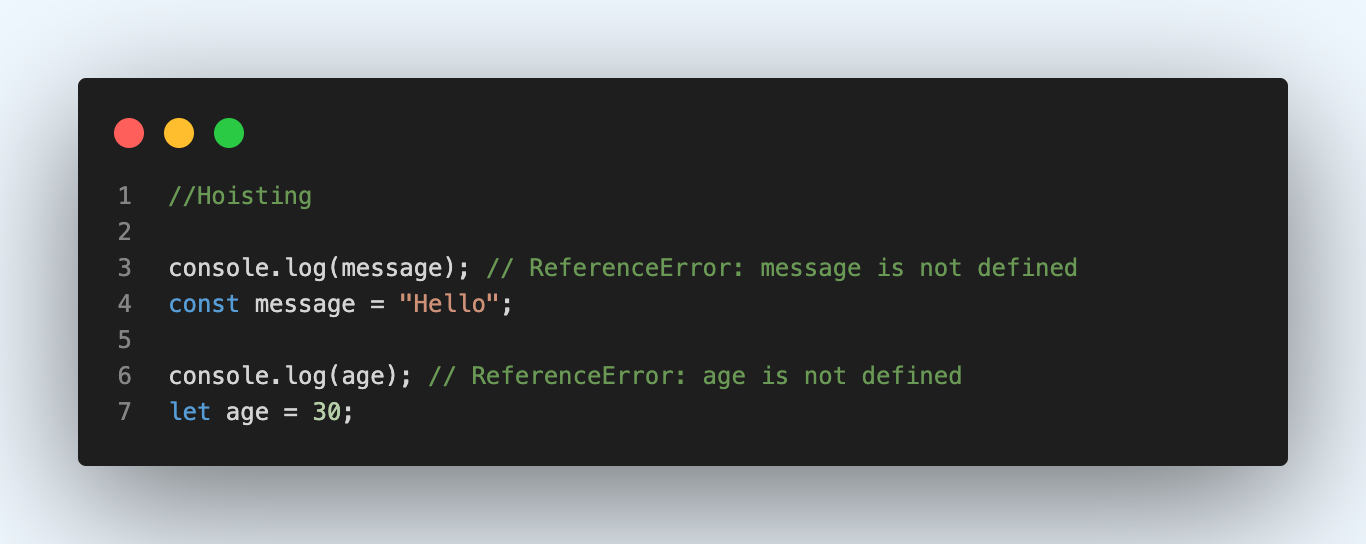 1 //Hoisting
2
3 console.log(message); // ReferenceError: message is not defined
4 const message = "Hello";
5
6 console.log(age); // ReferenceError: age is not defined
7 let age = 30;